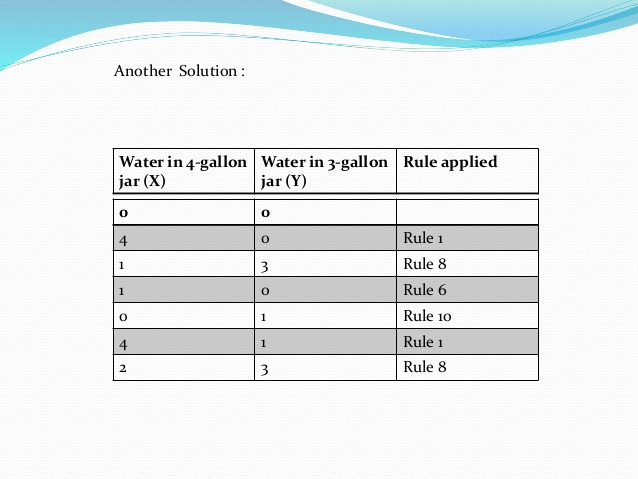 Another Solution :
Water in 4-gallon jar (X) Water in 3-gallon jar (Y) Rule applied
0 0
4 0 Rule 1
1 3 Rule 8
1 0 Rule 6
0 1 Rule 10
4 1 Rule 1
2 3 Rule 8